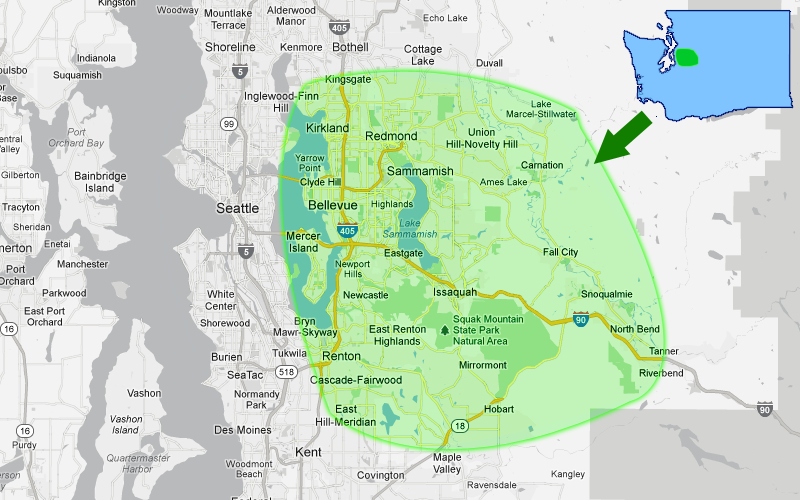 Kingston
Woodway
Mountlake
Terrace
Alderwood
Manor
Echo Lake
405
Shoreline
Kenmore
Bothell
Cottage
Lake
Duvall
Indianola
Suquamish
5
Kingsgate
Inglewood-Finn
Hill
Lake
Marcel-Stillwater
99
Kirkland
Redmond
Union
Hill-Novelty Hill
Port
Orchard Bay
Yarrow
Point
Carnation
Sammamish
Gilberton
Bainbridge
Island
Clyde Hill
Ames Lake
Tracyton
Seattle
Bellevue
Highlands
Sheridan
405
Lake
Sammamish
Enetai
Mercer
Island
5
Eastgate
Fall City
Manchester
Newport
Hills
Port
Orchard
Parkwood
White
Center
Newcastle
Issaquah
Snoqualmie
East Port
Orchard
Shorewood
Bryn
Mawr-Skyway
East Renton
Highlands
Squak Mountain
State Park
Natural Area
90
North Bend
16
Burien
Tukwila
Renton
Tanner
SeaTac
518
Mirrormont
Riverbend
Cascade-Fairwood
Vashon
Normandy
Park
East
Hill-Meridian
Hobart
90
Vashon
Island
Des Moines
18
16
Purdy
Kent
Maple
Valley
Quartermaster
Harbor
Woodmont
Beach
Covington
Kangley
Ravensdale